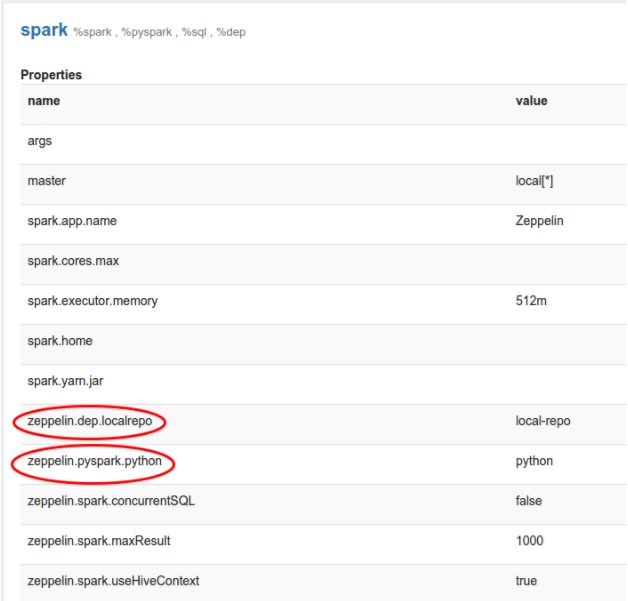 spark %spark , %pyspark , %sql , %dep
Properties
name value
args
master local[*]
spark.app.name Zeppelin
spark.cores.max
spark.executor.memory 512m
spark.home
spark.yarn.jar
zeppelin.dep.localrepo local-repo
zeppelin.pyspark.python python
zeppelin.spark.concurrentSQL false
zeppelin.spark.maxResult 1000
zeppelin.spark.useHiveContext true